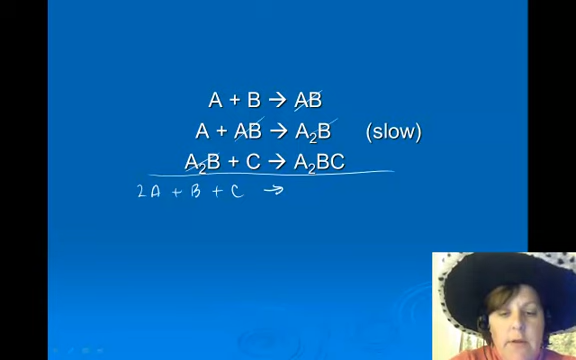 A + B → AB
A + AB → A₂B (slow)
A₂B + C → A₂BC
2A + B + C →